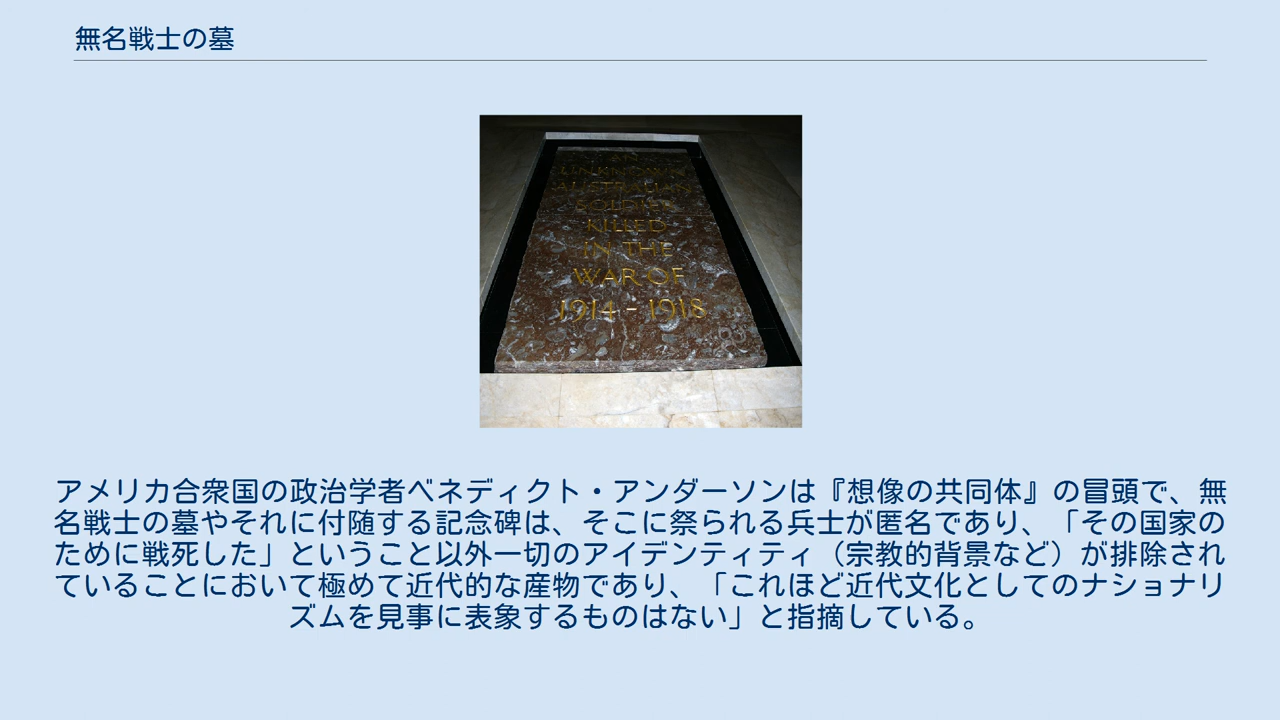 無名戦士の墓
AN
UNKNOWN
AUSTRALIAN
SOLDIER
KILLED
IN THE
WAR OF
1914 - 1918
アメリカ合衆国の政治学者ベネディクト・アンダーソンは『想像の共同体』の冒頭で、無
名戦士の墓やそれに付随する記念碑は、そこに祭られる兵士が匿名であり、「その国家の
ために戦死した」ということ以外一切のアイデンティティ（宗教的背景など）が排除され
ていることにおいて極めて近代的な産物であり、「これほど近代文化としてのナショナリ
ズムを見事に表象するものはない」と指摘している。